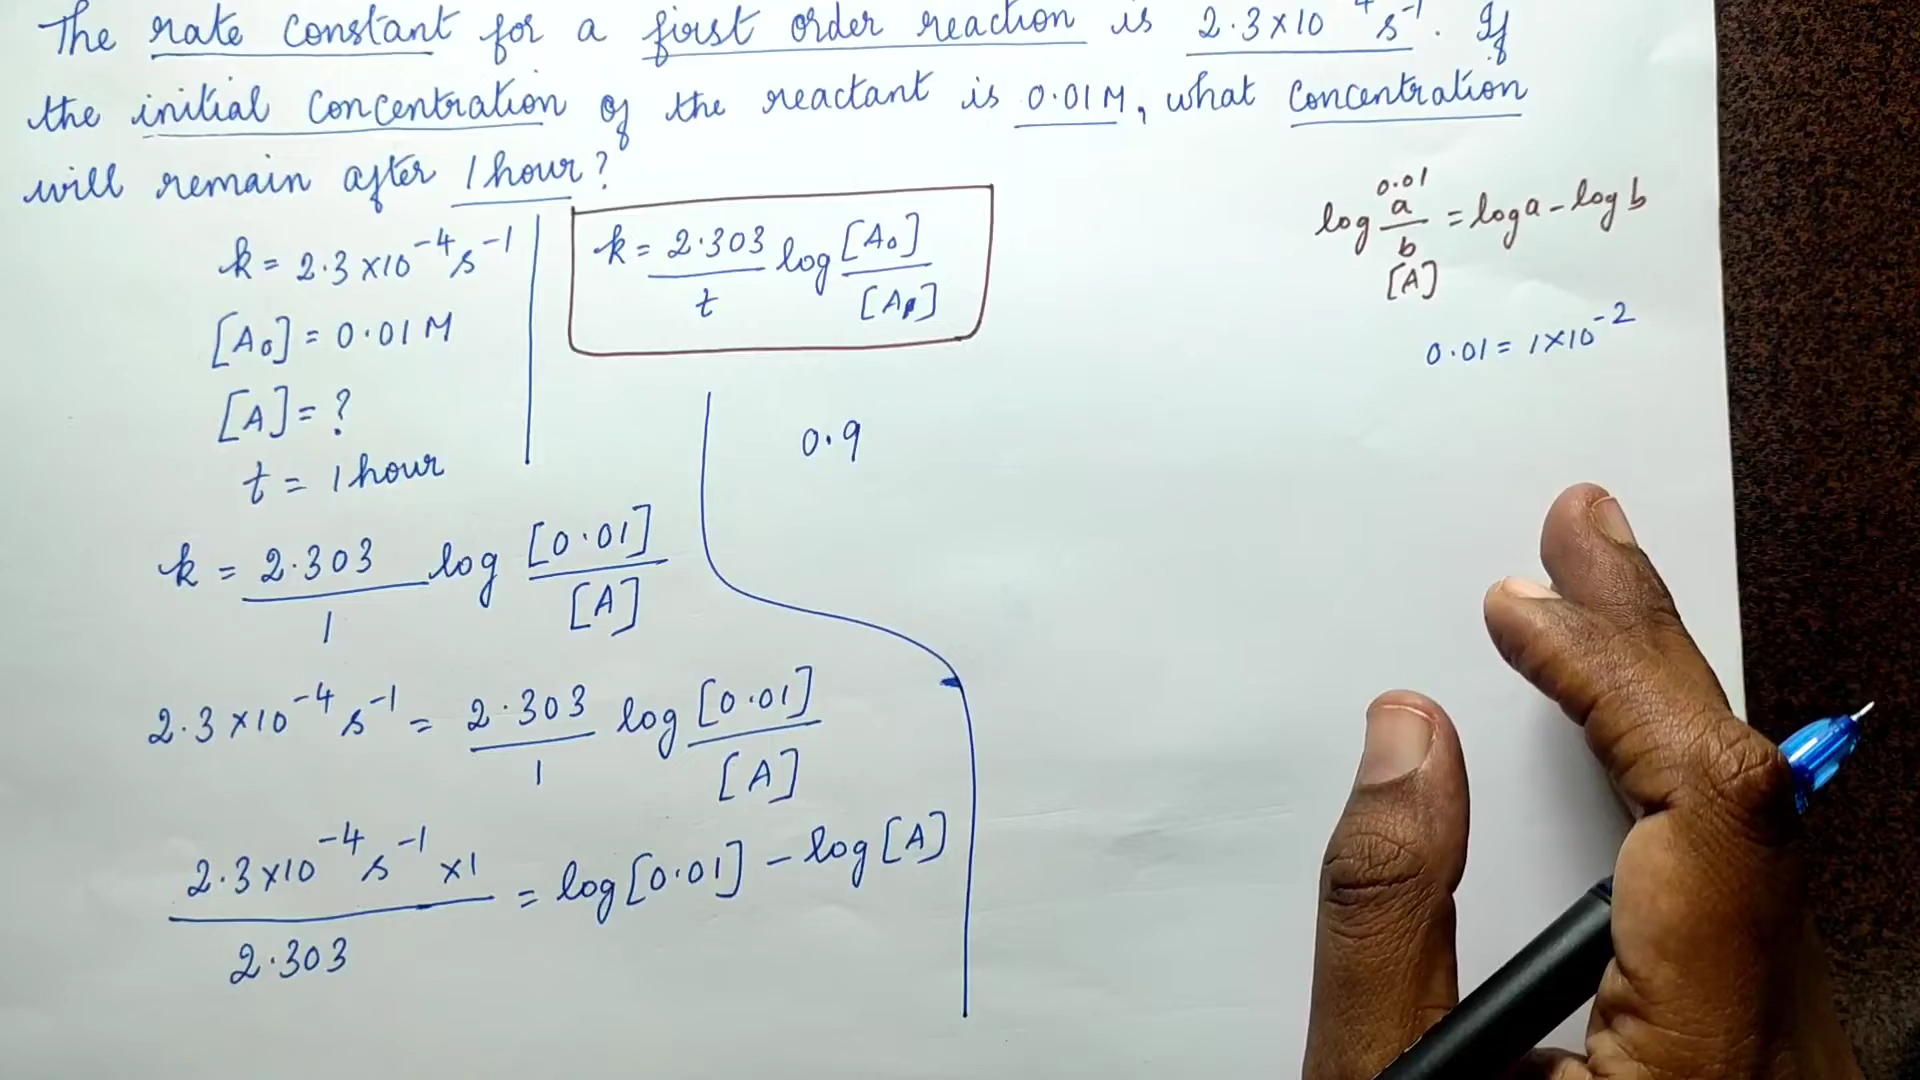 The rate constant for a first order reaction is 2.3×10⁻⁴ s⁻¹. If
the initial concentration of the reactant is 0.01M, what concentration
will remain after 1 hour?
k = 2.3×10⁻⁴ s⁻¹
[A₀] = 0.01 M
[A] = ?
t = 1 hour
k = 2.303/t log [A₀]/[A]
log a/b = log a - log b
0.01
[A]
0.01 = 1×10⁻²
0.9
k = 2.303/1 log [0.01]/[A]
2.3×10⁻⁴ s⁻¹ = 2.303/1 log [0.01]/[A]
2.3×10⁻⁴ s⁻¹ ×1/2.303 = log [0.01] - log [A]